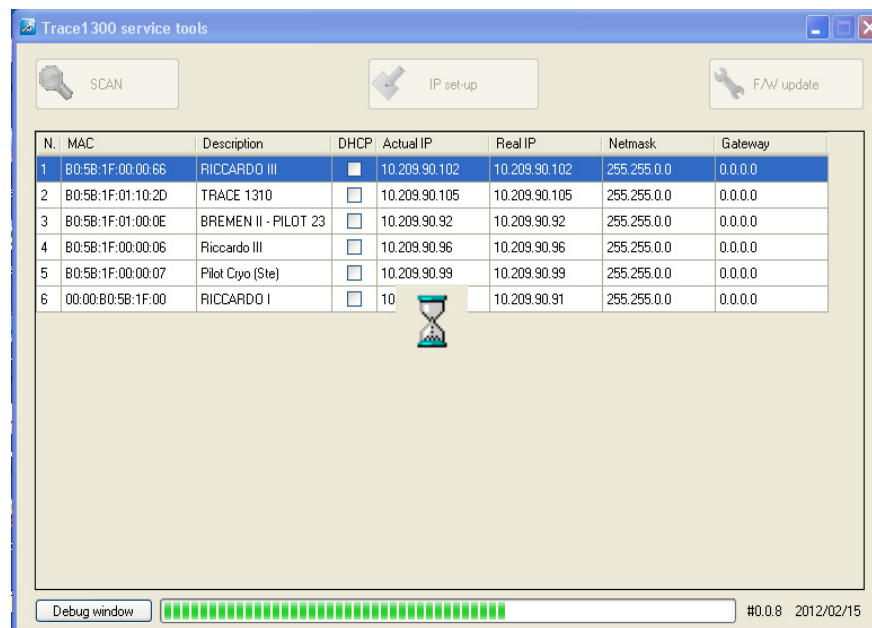 Trace1300 service tools
SCAN IP set-up F/W update
N. MAC Description DHCP Actual IP Real IP Netmask Gateway
1 B0:5B:1F:00:00:66 RICCARDO III 10.209.90.102 10.209.90.102 255.255.0.0 0.0.0.0
2 B0:5B:1F:01:10:2D TRACE 1310 10.209.90.105 10.209.90.105 255.255.0.0 0.0.0.0
3 B0:5B:1F:01:00:0E BREMEN II - PILOT 23 10.209.90.92 10.209.90.92 255.255.0.0 0.0.0.0
4 B0:5B:1F:00:00:06 Riccardo III 10.209.90.96 10.209.90.96 255.255.0.0 0.0.0.0
5 B0:5B:1F:00:00:07 Pilot Cryo (Ste) 10.209.90.99 10.209.90.99 255.255.0.0 0.0.0.0
6 00:00:B0:5B:1F:00 RICCARDO I 10 10.209.90.91 255.255.0.0 0.0.0.0
Debug window #0.0.8 2012/02/15